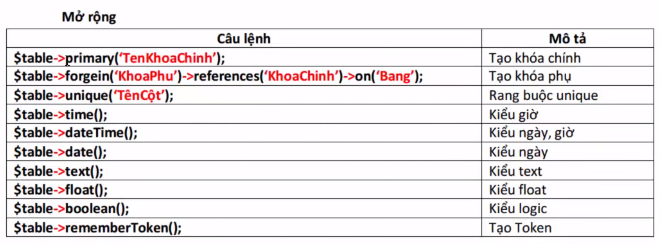 Mở rộng
Câu lệnh Mô tả
$table->primary(‘TenKhoaChinh’); Tạo khóa chính
$table->forgein(‘KhoaPhu’)->references(‘KhoaChinh’)->on(‘Bang’); Tạo khóa phụ
$table->unique(‘TênCột’); Rang buộc unique
$table->time(); Kiểu giờ
$table->dateTime(); Kiểu ngày, giờ
$table->date(); Kiểu ngày
$table->text(); Kiểu text
$table->float(); Kiểu float
$table->boolean(); Kiểu logic
$table->rememberToken(); Tạo Token